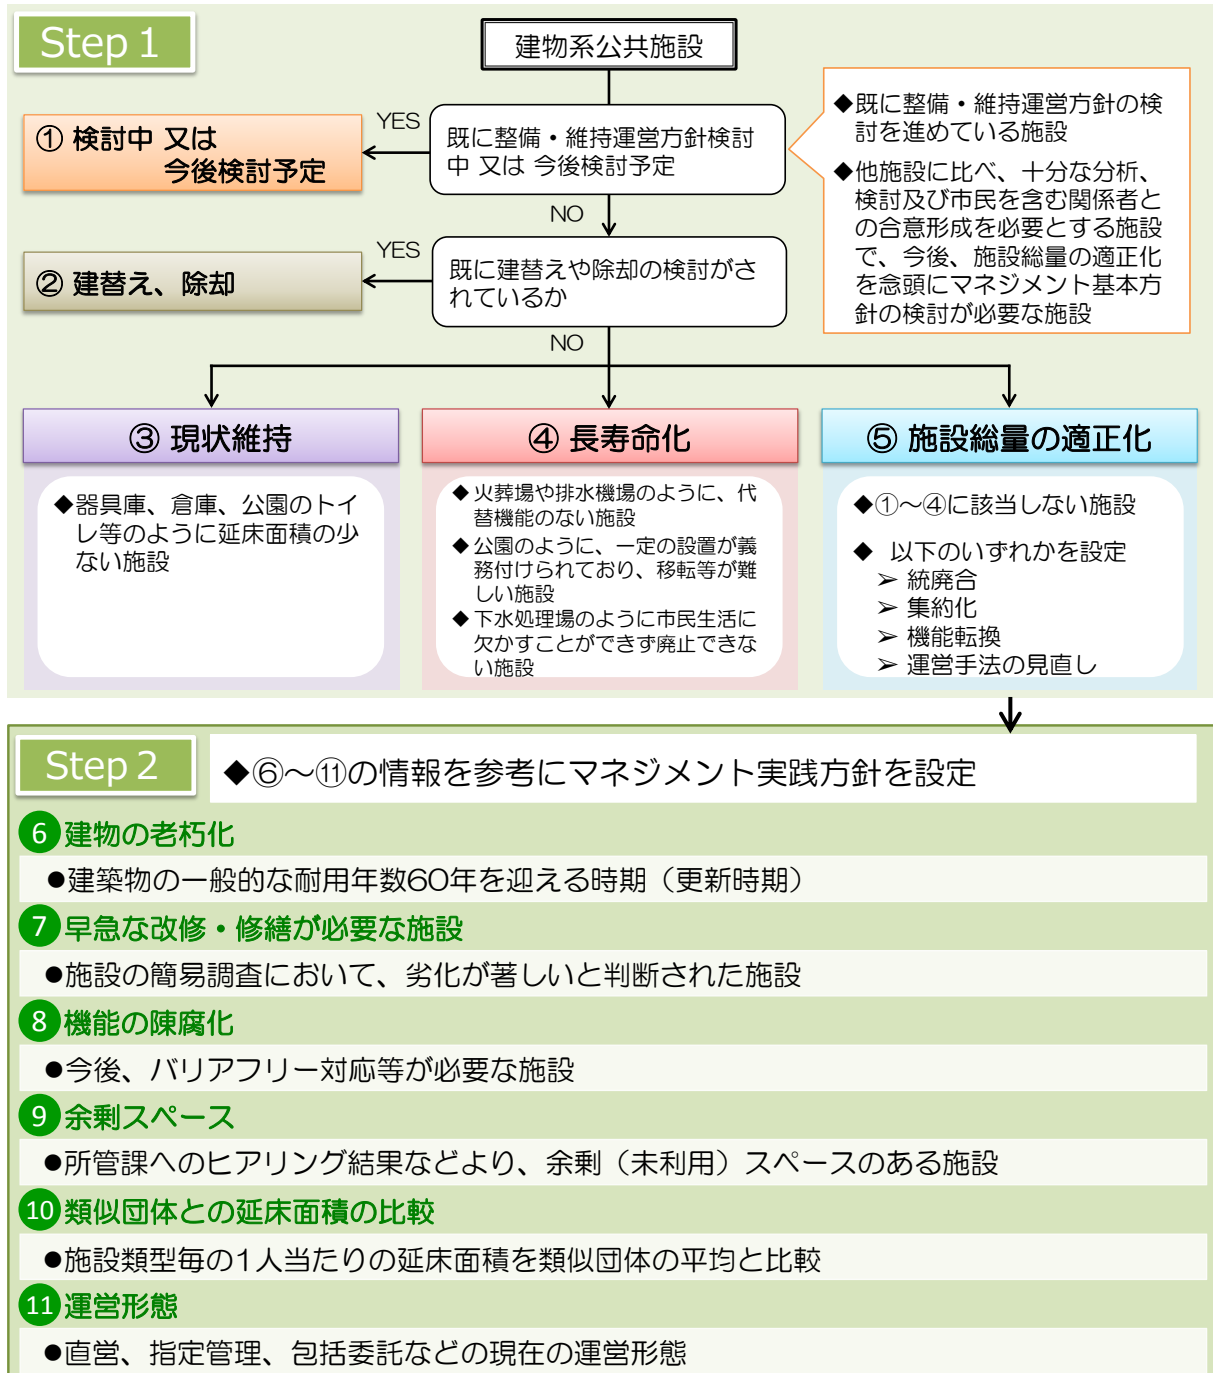 Step 1
建物系公共施設
① 検討中 又は
今後検討予定
YES
既に整備・維持運営方針検討
中 又は 今後検討予定
◆既に整備・維持運営方針の検
討を進めている施設
◆他施設に比べ、十分な分析、
検討及び市民を含む関係者と
の合意形成を必要とする施設
で、今後、施設総量の適正化
を念頭にマネジメント基本方
針の検討が必要な施設
NO
② 建替え、除却
YES
既に建替えや除却の検討がさ
れているか
NO
③ 現状維持
◆器具庫、倉庫、公園のトイ
レ等のように延床面積の少
ない施設
④ 長寿命化
◆火葬場や排水機場のように、代
替機能のない施設
◆公園のように、一定の設置が義
務付けられており、移転等が難
しい施設
◆下水処理場のように市民生活に
欠かすことができず廃止できな
い施設
⑤ 施設総量の適正化
◆①～④に該当しない施設
◆ 以下のいずれかを設定
➢ 統廃合
➢ 集約化
➢ 機能転換
➢ 運営手法の見直し
Step 2
◆⑥～⑪の情報を参考にマネジメント実践方針を設定
6 建物の老朽化
●建築物の一般的な耐用年数60年を迎える時期（更新時期）
7 早急な改修・修繕が必要な施設
●施設の簡易調査において、劣化が著しいと判断された施設
8 機能の陳腐化
●今後、バリアフリー対応等が必要な施設
9 余剰スペース
●所管課へのヒアリング結果などより、余剰（未利用）スペースのある施設
10 類似団体との延床面積の比較
●施設類型毎の1人当たりの延床面積を類似団体の平均と比較
11 運営形態
●直営、指定管理、包括委託などの現在の運営形態